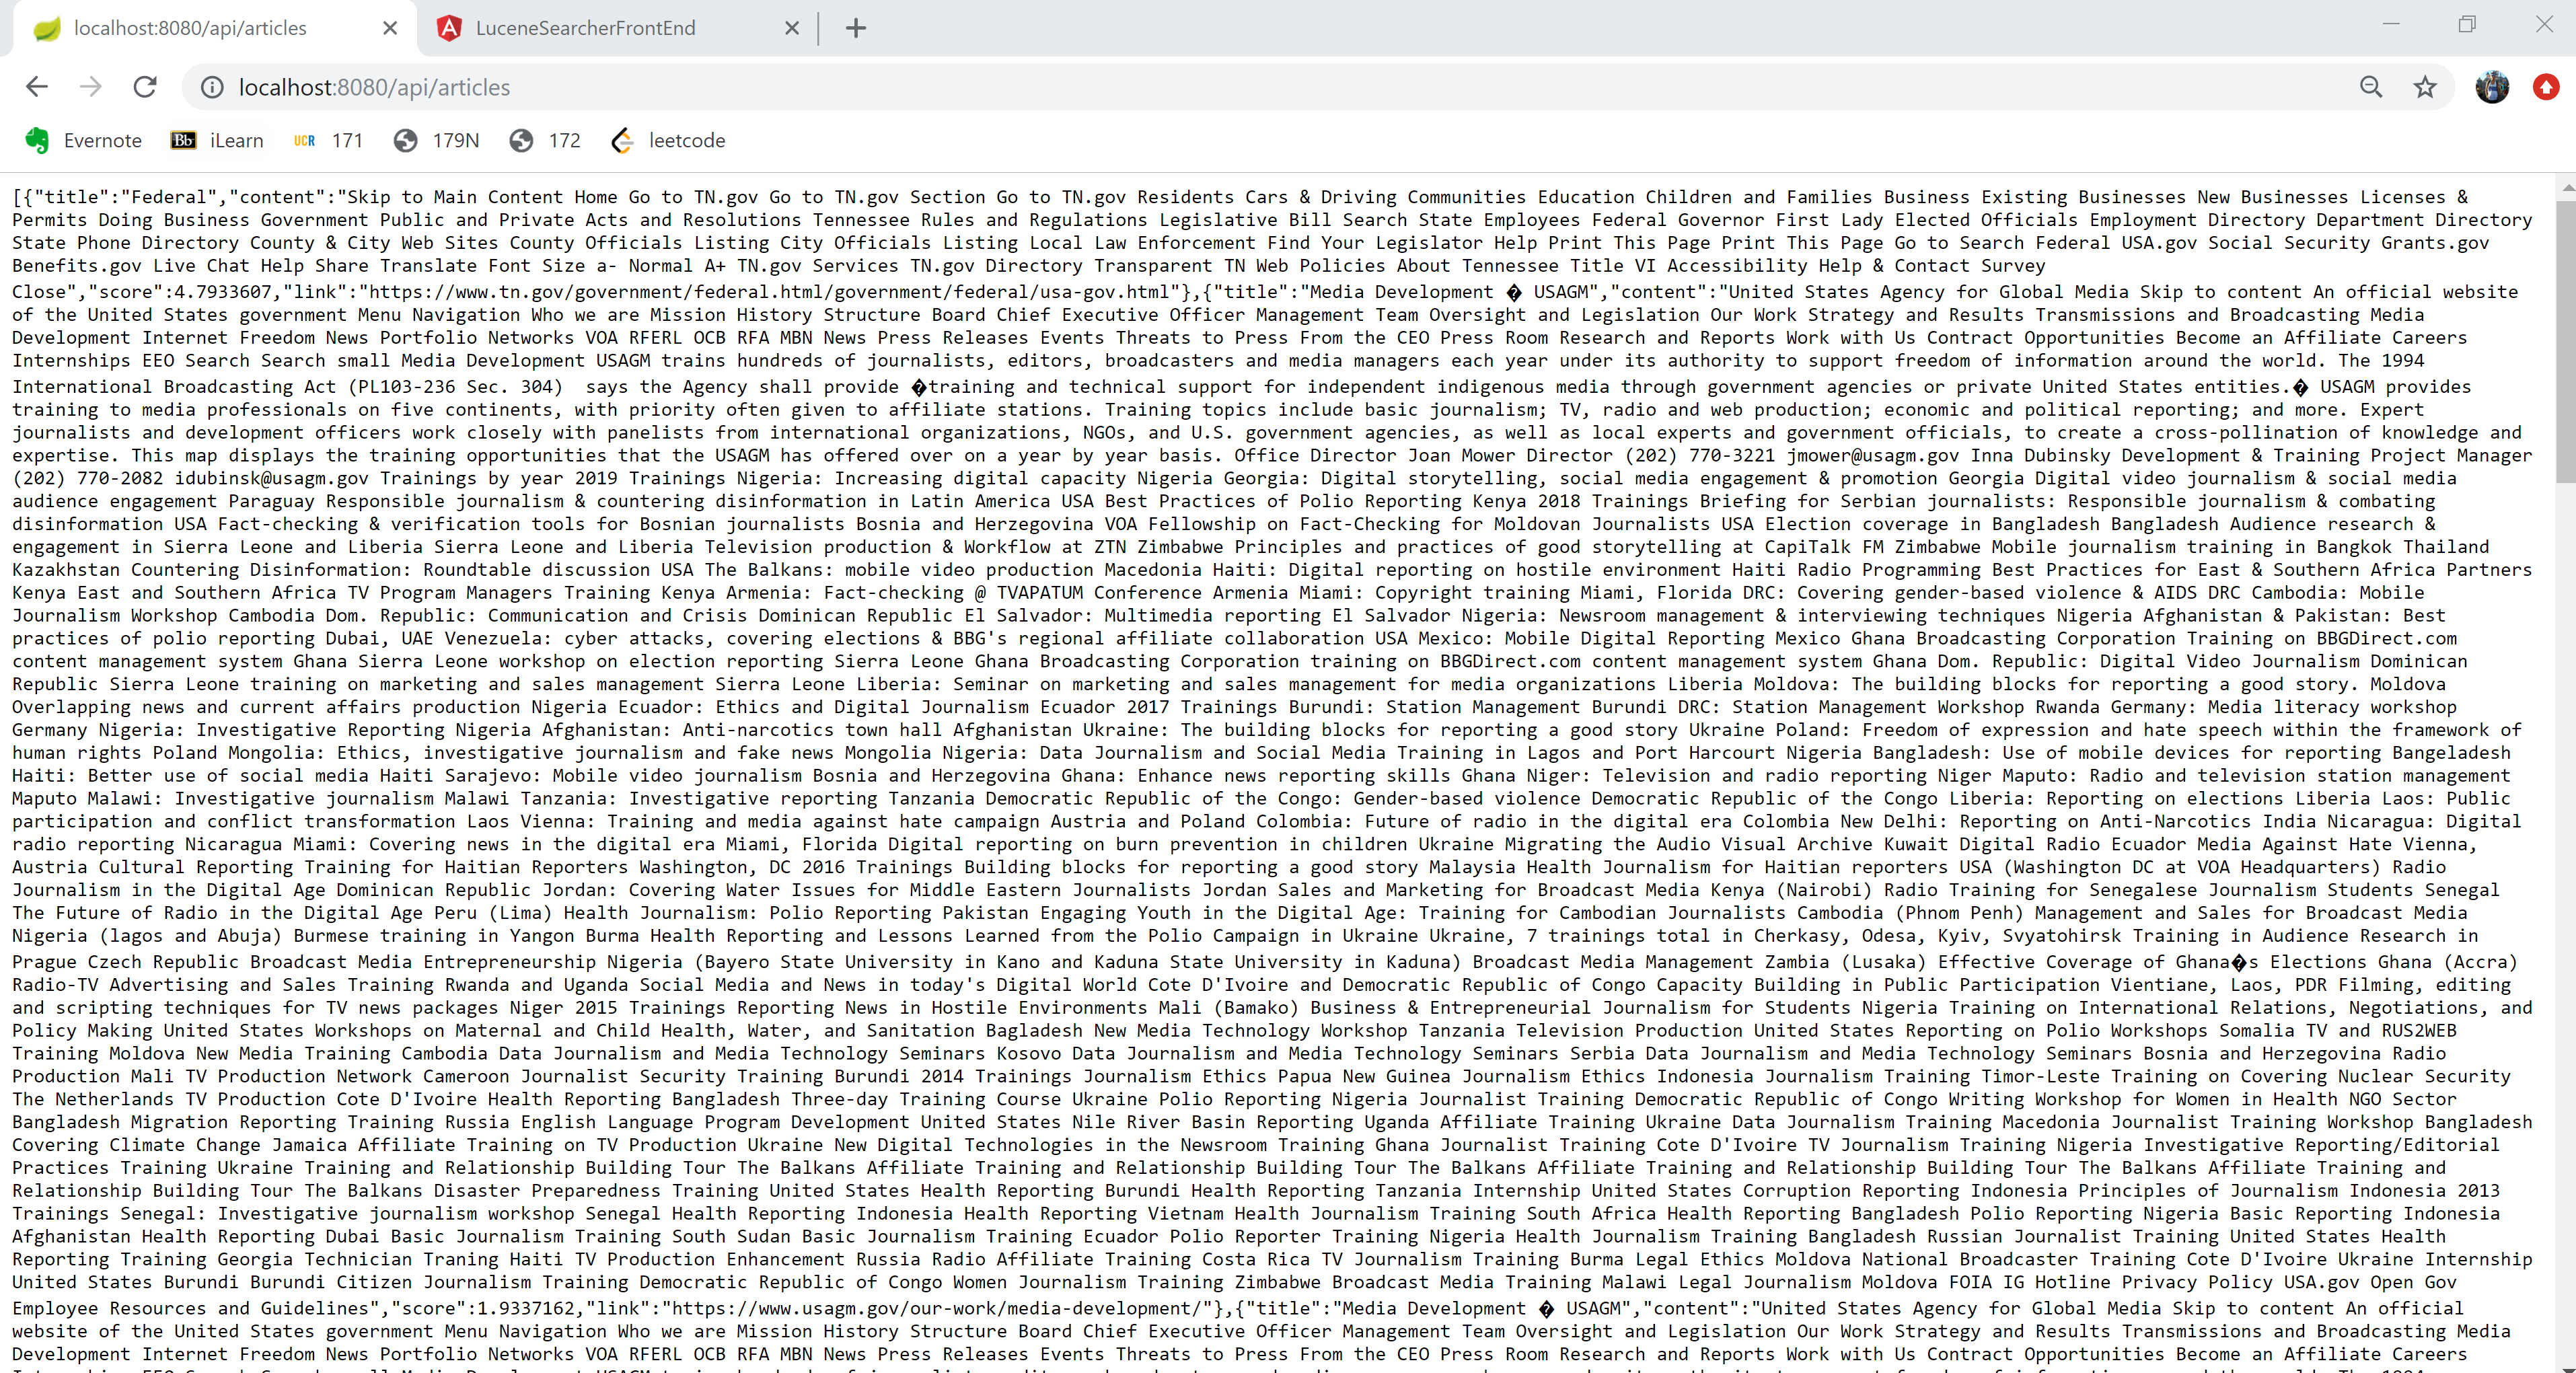 localhost:8080/api/articles
LuceneSearcherFrontEnd
localhost:8080/api/articles
Evernote
Bb iLearn
UCR 171
179N
172
leetcode
[{"title":"Federal","content":"Skip to Main Content Home Go to TN.gov Go to TN.gov Section Go to TN.gov Residents Cars & Driving Communities Education Children and Families Business Existing Businesses New Businesses Licenses &
Permits Doing Business Government Public and Private Acts and Resolutions Tennessee Rules and Regulations Legislative Bill Search State Employees Federal Governor First Lady Elected Officials Employment Directory Department Directory
State Phone Directory County & City Web Sites County Officials Listing City Officials Listing Local Law Enforcement Find Your Legislator Help Print This Page Print This Page Go to Search Federal USA.gov Social Security Grants.gov
Benefits.gov Live Chat Help Share Translate Font Size a- Normal A+ TN.gov Services TN.gov Directory Transparent TN Web Policies About Tennessee Title VI Accessibility Help & Contact Survey
Close","score":4.7933607,"link":"https://www.tn.gov/government/federal.html/government/federal/usa-gov.html"},{"title":"Media Development � USAGM","content":"United States Agency for Global Media Skip to content An official website
of the United States government Menu Navigation Who we are Mission History Structure Board Chief Executive Officer Management Team Oversight and Legislation Our Work Strategy and Results Transmissions and Broadcasting Media
Development Internet Freedom News Portfolio Networks VOA RFERL OCB RFA MBN News Press Releases Events Threats to Press From the CEO Press Room Research and Reports Work with Us Contract Opportunities Become an Affiliate Careers
Internships EEO Search Search small Media Development USAGM trains hundreds of journalists, editors, broadcasters and media managers each year under its authority to support freedom of information around the world. The 1994
International Broadcasting Act (PL103-236 Sec. 304)  says the Agency shall provide �training and technical support for independent indigenous media through government agencies or private United States entities.� USAGM provides
training to media professionals on five continents, with priority often given to affiliate stations. Training topics include basic journalism; TV, radio and web production; economic and political reporting; and more. Expert
journalists and development officers work closely with panelists from international organizations, NGOs, and U.S. government agencies, as well as local experts and government officials, to create a cross-pollination of knowledge and
expertise. This map displays the training opportunities that the USAGM has offered over on a year by year basis. Office Director Joan Mower Director (202) 770-3221 jmower@usagm.gov Inna Dubinsky Development & Training Project Manager
(202) 770-2082 idubinsk@usagm.gov Trainings by year 2019 Trainings Nigeria: Increasing digital capacity Nigeria Georgia: Digital storytelling, social media engagement & promotion Georgia Digital video journalism & social media
audience engagement Paraguay Responsible journalism & countering disinformation in Latin America USA Best Practices of Polio Reporting Kenya 2018 Trainings Briefing for Serbian journalists: Responsible journalism & combating
disinformation USA Fact-checking & verification tools for Bosnian journalists Bosnia and Herzegovina VOA Fellowship on Fact-Checking for Moldovan Journalists USA Election coverage in Bangladesh Bangladesh Audience research &
engagement in Sierra Leone and Liberia Sierra Leone and Liberia Television production & Workflow at ZTN Zimbabwe Principles and practices of good storytelling at CapiTalk FM Zimbabwe Mobile journalism training in Bangkok Thailand
Kazakhstan Countering Disinformation: Roundtable discussion USA The Balkans: mobile video production Macedonia Haiti: Digital reporting on hostile environment Haiti Radio Programming Best Practices for East & Southern Africa Partners
Kenya East and Southern Africa TV Program Managers Training Kenya Armenia: Fact-checking @ TVAPATUM Conference Armenia Miami: Copyright training Miami, Florida DRC: Covering gender-based violence & AIDS DRC Cambodia: Mobile
Journalism Workshop Cambodia Dom. Republic: Communication and Crisis Dominican Republic El Salvador: Multimedia reporting El Salvador Nigeria: Newsroom management & interviewing techniques Nigeria Afghanistan & Pakistan: Best
practices of polio reporting Dubai, UAE Venezuela: cyber attacks, covering elections & BBG's regional affiliate collaboration USA Mexico: Mobile Digital Reporting Mexico Ghana Broadcasting Corporation Training on BBGDirect.com
content management system Ghana Sierra Leone workshop on election reporting Sierra Leone Ghana Broadcasting Corporation training on BBGDirect.com content management system Ghana Dom. Republic: Digital Video Journalism Dominican
Republic Sierra Leone training on marketing and sales management Sierra Leone Liberia: Seminar on marketing and sales management for media organizations Liberia Moldova: The building blocks for reporting a good story. Moldova
Overlapping news and current affairs production Nigeria Ecuador: Ethics and Digital Journalism Ecuador 2017 Trainings Burundi: Station Management Burundi DRC: Station Management Workshop Rwanda Germany: Media literacy workshop
Germany Nigeria: Investigative Reporting Nigeria Afghanistan: Anti-narcotics town hall Afghanistan Ukraine: The building blocks for reporting a good story Ukraine Poland: Freedom of expression and hate speech within the framework of
human rights Poland Mongolia: Ethics, investigative journalism and fake news Mongolia Nigeria: Data Journalism and Social Media Training in Lagos and Port Harcourt Nigeria Bangladesh: Use of mobile devices for reporting Bangladesh
Haiti: Better use of social media Haiti Sarajevo: Mobile video journalism Bosnia and Herzegovina Ghana: Enhance news reporting skills Ghana Niger: Television and radio reporting Niger Maputo: Radio and television station management
Maputo Malawi: Investigative journalism Malawi Tanzania: Investigative reporting Tanzania Democratic Republic of the Congo: Gender-based violence Democratic Republic of the Congo Liberia: Reporting on elections Liberia Laos: Public
participation and conflict transformation Laos Vienna: Training and media against hate campaign Austria and Poland Colombia: Future of radio in the digital era Colombia New Delhi: Reporting on Anti-Narcotics India Nicaragua: Digital
radio reporting Nicaragua Miami: Covering news in the digital era Miami, Florida Digital reporting on burn prevention in children Ukraine Migrating the Audio Visual Archive Kuwait Digital Radio Ecuador Media Against Hate Vienna,
Austria Cultural Reporting Training for Haitian Reporters Washington, DC 2016 Trainings Building blocks for reporting a good story Malaysia Health Journalism for Haitian reporters USA (Washington DC at VOA Headquarters) Radio
Journalism in the Digital Age Dominican Republic Jordan: Covering Water Issues for Middle Eastern Journalists Jordan Sales and Marketing for Broadcast Media Kenya (Nairobi) Radio Training for Senegalese Journalism Students Senegal
The Future of Radio in the Digital Age Peru (Lima) Health Journalism: Polio Reporting Pakistan Engaging Youth in the Digital Age: Training for Cambodian Journalists Cambodia (Phnom Penh) Management and Sales for Broadcast Media
Nigeria (lagos and Abuja) Burmese training in Yangon Burma Health Reporting and Lessons Learned from the Polio Campaign in Ukraine Ukraine, 7 trainings total in Cherkasy, Odesa, Kyiv, Svyatohirsk Training in Audience Research in
Prague Czech Republic Broadcast Media Entrepreneurship Nigeria (Bayero State University in Kano and Kaduna State University in Kaduna) Broadcast Media Management Zambia (Lusaka) Effective Coverage of Ghana�s Elections Ghana (Accra)
Radio-TV Advertising and Sales Training Rwanda and Uganda Social Media and News in today's Digital World Cote D'Ivoire and Democratic Republic of Congo Capacity Building in Public Participation Vientiane, Laos, PDR Filming, editing
and scripting techniques for TV news packages Niger 2015 Trainings Reporting News in Hostile Environments Mali (Bamako) Business & Entrepreneurial Journalism for Students Nigeria Training on International Relations, Negotiations, and
Policy Making United States Workshops on Maternal and Child Health, Water, and Sanitation Bagladesh New Media Technology Workshop Tanzania Television Production United States Reporting on Polio Workshops Somalia TV and RUS2WEB
Training Moldova New Media Training Cambodia Data Journalism and Media Technology Seminars Kosovo Data Journalism and Media Technology Seminars Serbia Data Journalism and Media Technology Seminars Bosnia and Herzegovina Radio
Production Mali TV Production Network Cameroon Journalist Security Training Burundi 2014 Trainings Journalism Ethics Papua New Guinea Journalism Ethics Indonesia Journalism Training Timor-Leste Training on Covering Nuclear Security
The Netherlands TV Production Cote D'Ivoire Health Reporting Bangladesh Three-day Training Course Ukraine Polio Reporting Nigeria Journalist Training Democratic Republic of Congo Writing Workshop for Women in Health NGO Sector
Bangladesh Migration Reporting Training Russia English Language Program Development United States Nile River Basin Reporting Uganda Affiliate Training Ukraine Data Journalism Training Macedonia Journalist Training Workshop Bangladesh
Covering Climate Change Jamaica Affiliate Training on TV Production Ukraine New Digital Technologies in the Newsroom Training Ghana Journalist Training Cote D'Ivoire TV Journalism Training Nigeria Investigative Reporting/Editorial
Practices Training Ukraine Training and Relationship Building Tour The Balkans Affiliate Training and Relationship Building Tour The Balkans Affiliate Training and Relationship Building Tour The Balkans Affiliate Training and
Relationship Building Tour The Balkans Disaster Preparedness Training United States Health Reporting Burundi Health Reporting Tanzania Internship United States Corruption Reporting Indonesia Principles of Journalism Indonesia 2013
Trainings Senegal: Investigative journalism workshop Senegal Health Reporting Indonesia Health Reporting Vietnam Health Journalism Training South Africa Health Reporting Bangladesh Polio Reporting Nigeria Basic Reporting Indonesia
Afghanistan Health Reporting Dubai Basic Journalism Training South Sudan Basic Journalism Training Ecuador Polio Reporter Training Nigeria Health Journalism Training Bangladesh Russian Journalist Training United States Health
Reporting Training Georgia Technician Traning Haiti TV Production Enhancement Russia Radio Affiliate Training Costa Rica TV Journalism Training Burma Legal Ethics Moldova National Broadcaster Training Cote D'Ivoire Ukraine Internship
United States Burundi Burundi Citizen Journalism Training Democratic Republic of Congo Women Journalism Training Zimbabwe Broadcast Media Training Malawi Legal Journalism Moldova FOIA IG Hotline Privacy Policy USA.gov Open Gov
Employee Resources and Guidelines","score":1.9337162,"link":"https://www.usagm.gov/our-work/media-development/"},{"title":"Media Development � USAGM","content":"United States Agency for Global Media Skip to content An official
website of the United States government Menu Navigation Who we are Mission History Structure Board Chief Executive Officer Management Team Oversight and Legislation Our Work Strategy and Results Transmissions and Broadcasting Media
Development Internet Freedom News Portfolio Networks VOA RFERL OCB RFA MBN News Press Releases Events Threats to Press From the CEO Press Room Research and Reports Work with Us Contract Opportunities Become an Affiliate Careers